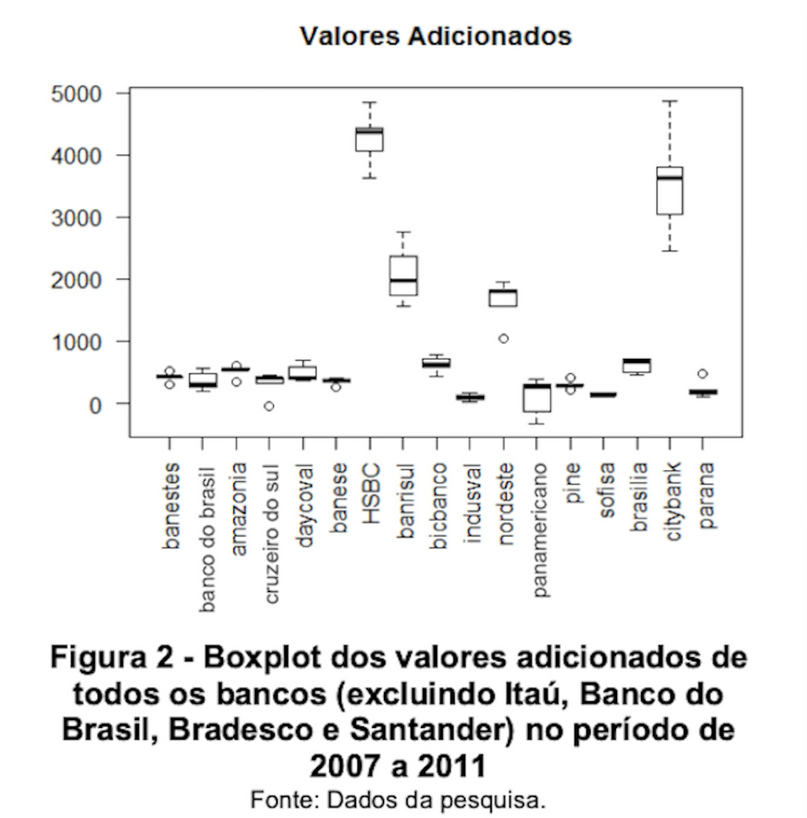 Valores Adicionados
5000
4000
3000
2000
1000
0
banestes
banco do brasil
amazonia
cruzeiro do sul
daycoval
banese
HSBC
banrisul
bicbanco
indusval
nordeste
panamericano
pine
sofisa
brasilia
citybank
parana
Figura 2 - Boxplot dos valores adicionados de
todos os bancos (excluindo Itaú, Banco do
Brasil, Bradesco e Santander) no período de
2007 a 2011
Fonte: Dados da pesquisa.